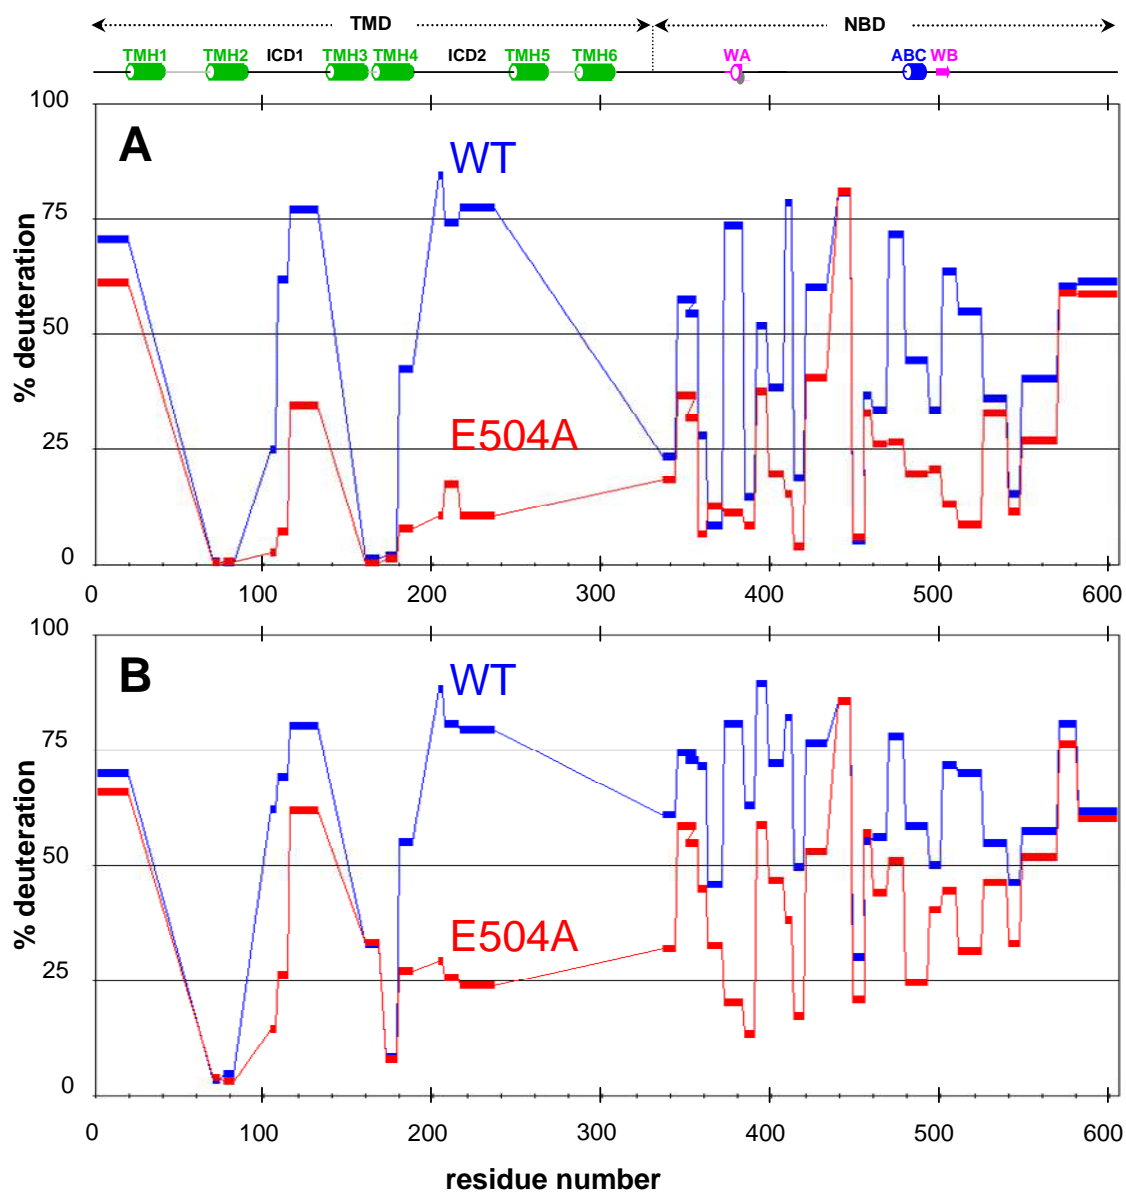 TMD NBD
TMH1 TMH2 ICD1 TMH3 TMH4 ICD2 TMH5 TMH6 WA ABC WB
100
A
WT
75
% deuteration
50
E504A
25
0
0 100 200 300 400 500 600
100
B
WT
75
% deuteration
50
E504A
25
0
0 100 200 300 400 500 600
residue number